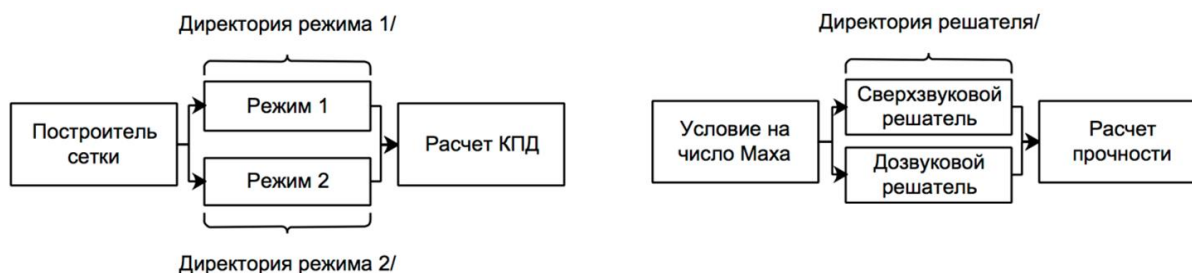 Директория режима 1/
Режим 1
Построитель
сетки
Расчет КПД
Режим 2
Директория режима 2/
Директория решателя/
Сверхзвуковой
решатель
Условие на
число Маха
Расчет
прочности
Дозвуковой
решатель